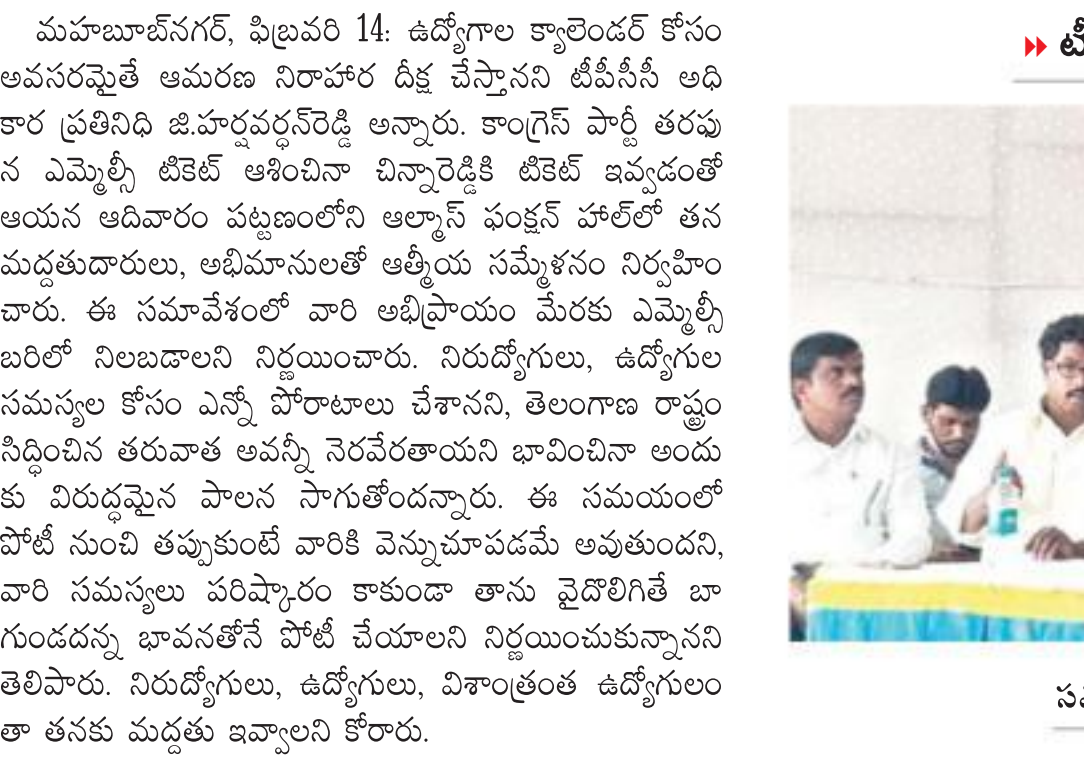 మహబూబ్‌నగర్, ఫిబ్రవరి 14: ఉద్యోగాల క్యాలెండర్ కోసం
అవసరమైతే ఆమరణ నిరాహార దీక్ష చేస్తానని టీపీసీసీ అధి
కార ప్రతినిధి జి.హర్షవర్ధన్‌రెడ్డి అన్నారు. కాంగ్రెస్ పార్టీ తరఫు
న ఎమ్మెల్సీ టికెట్ ఆశించినా చిన్నారెడ్డికి టికెట్ ఇవ్వడంతో
ఆయన ఆదివారం పట్టణంలోని ఆల్మాస్ ఫంక్షన్ హాల్‌లో తన
మద్దతుదారులు, అభిమానులతో ఆత్మీయ సమ్మేళనం నిర్వహిం
చారు. ఈ సమావేశంలో వారి అభిప్రాయం మేరకు ఎమ్మెల్సీ
బరిలో నిలబడాలని నిర్ణయించారు. నిరుద్యోగులు, ఉద్యోగుల
సమస్యల కోసం ఎన్నో పోరాటాలు చేశానని, తెలంగాణ రాష్ట్రం
సిద్ధించిన తరువాత అవన్నీ నెరవేరతాయని భావించినా అందు
కు విరుద్ధమైన పాలన సాగుతోందన్నారు. ఈ సమయంలో
పోటీ నుంచి తప్పుకుంటే వారికి వెన్నుచూపడమే అవుతుందని,
వారి సమస్యలు పరిష్కారం కాకుండా తాను వైదొలిగితే బా
గుండదన్న భావనతోనే పోటీ చేయాలని నిర్ణయించుకున్నానని
తెలిపారు. నిరుద్యోగులు, ఉద్యోగులు, విశాంత్రంత ఉద్యోగులం
తా తనకు మద్దతు ఇవ్వాలని కోరారు.